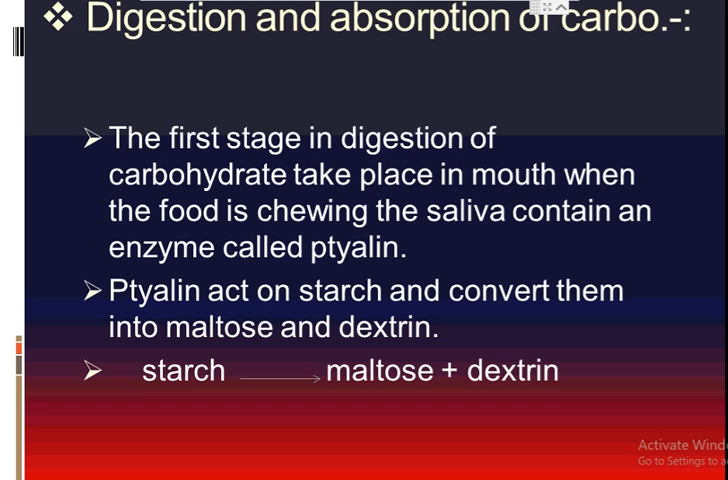 ❖ Digestion and absorption of carbo.-:
➢ The first stage in digestion of
carbohydrate take place in mouth when
the food is chewing the saliva contain an
enzyme called ptyalin.
➢ Ptyalin act on starch and convert them
into maltose and dextrin.
➢ starch ⟶ maltose + dextrin
Activate Wind
Go to Settings to a